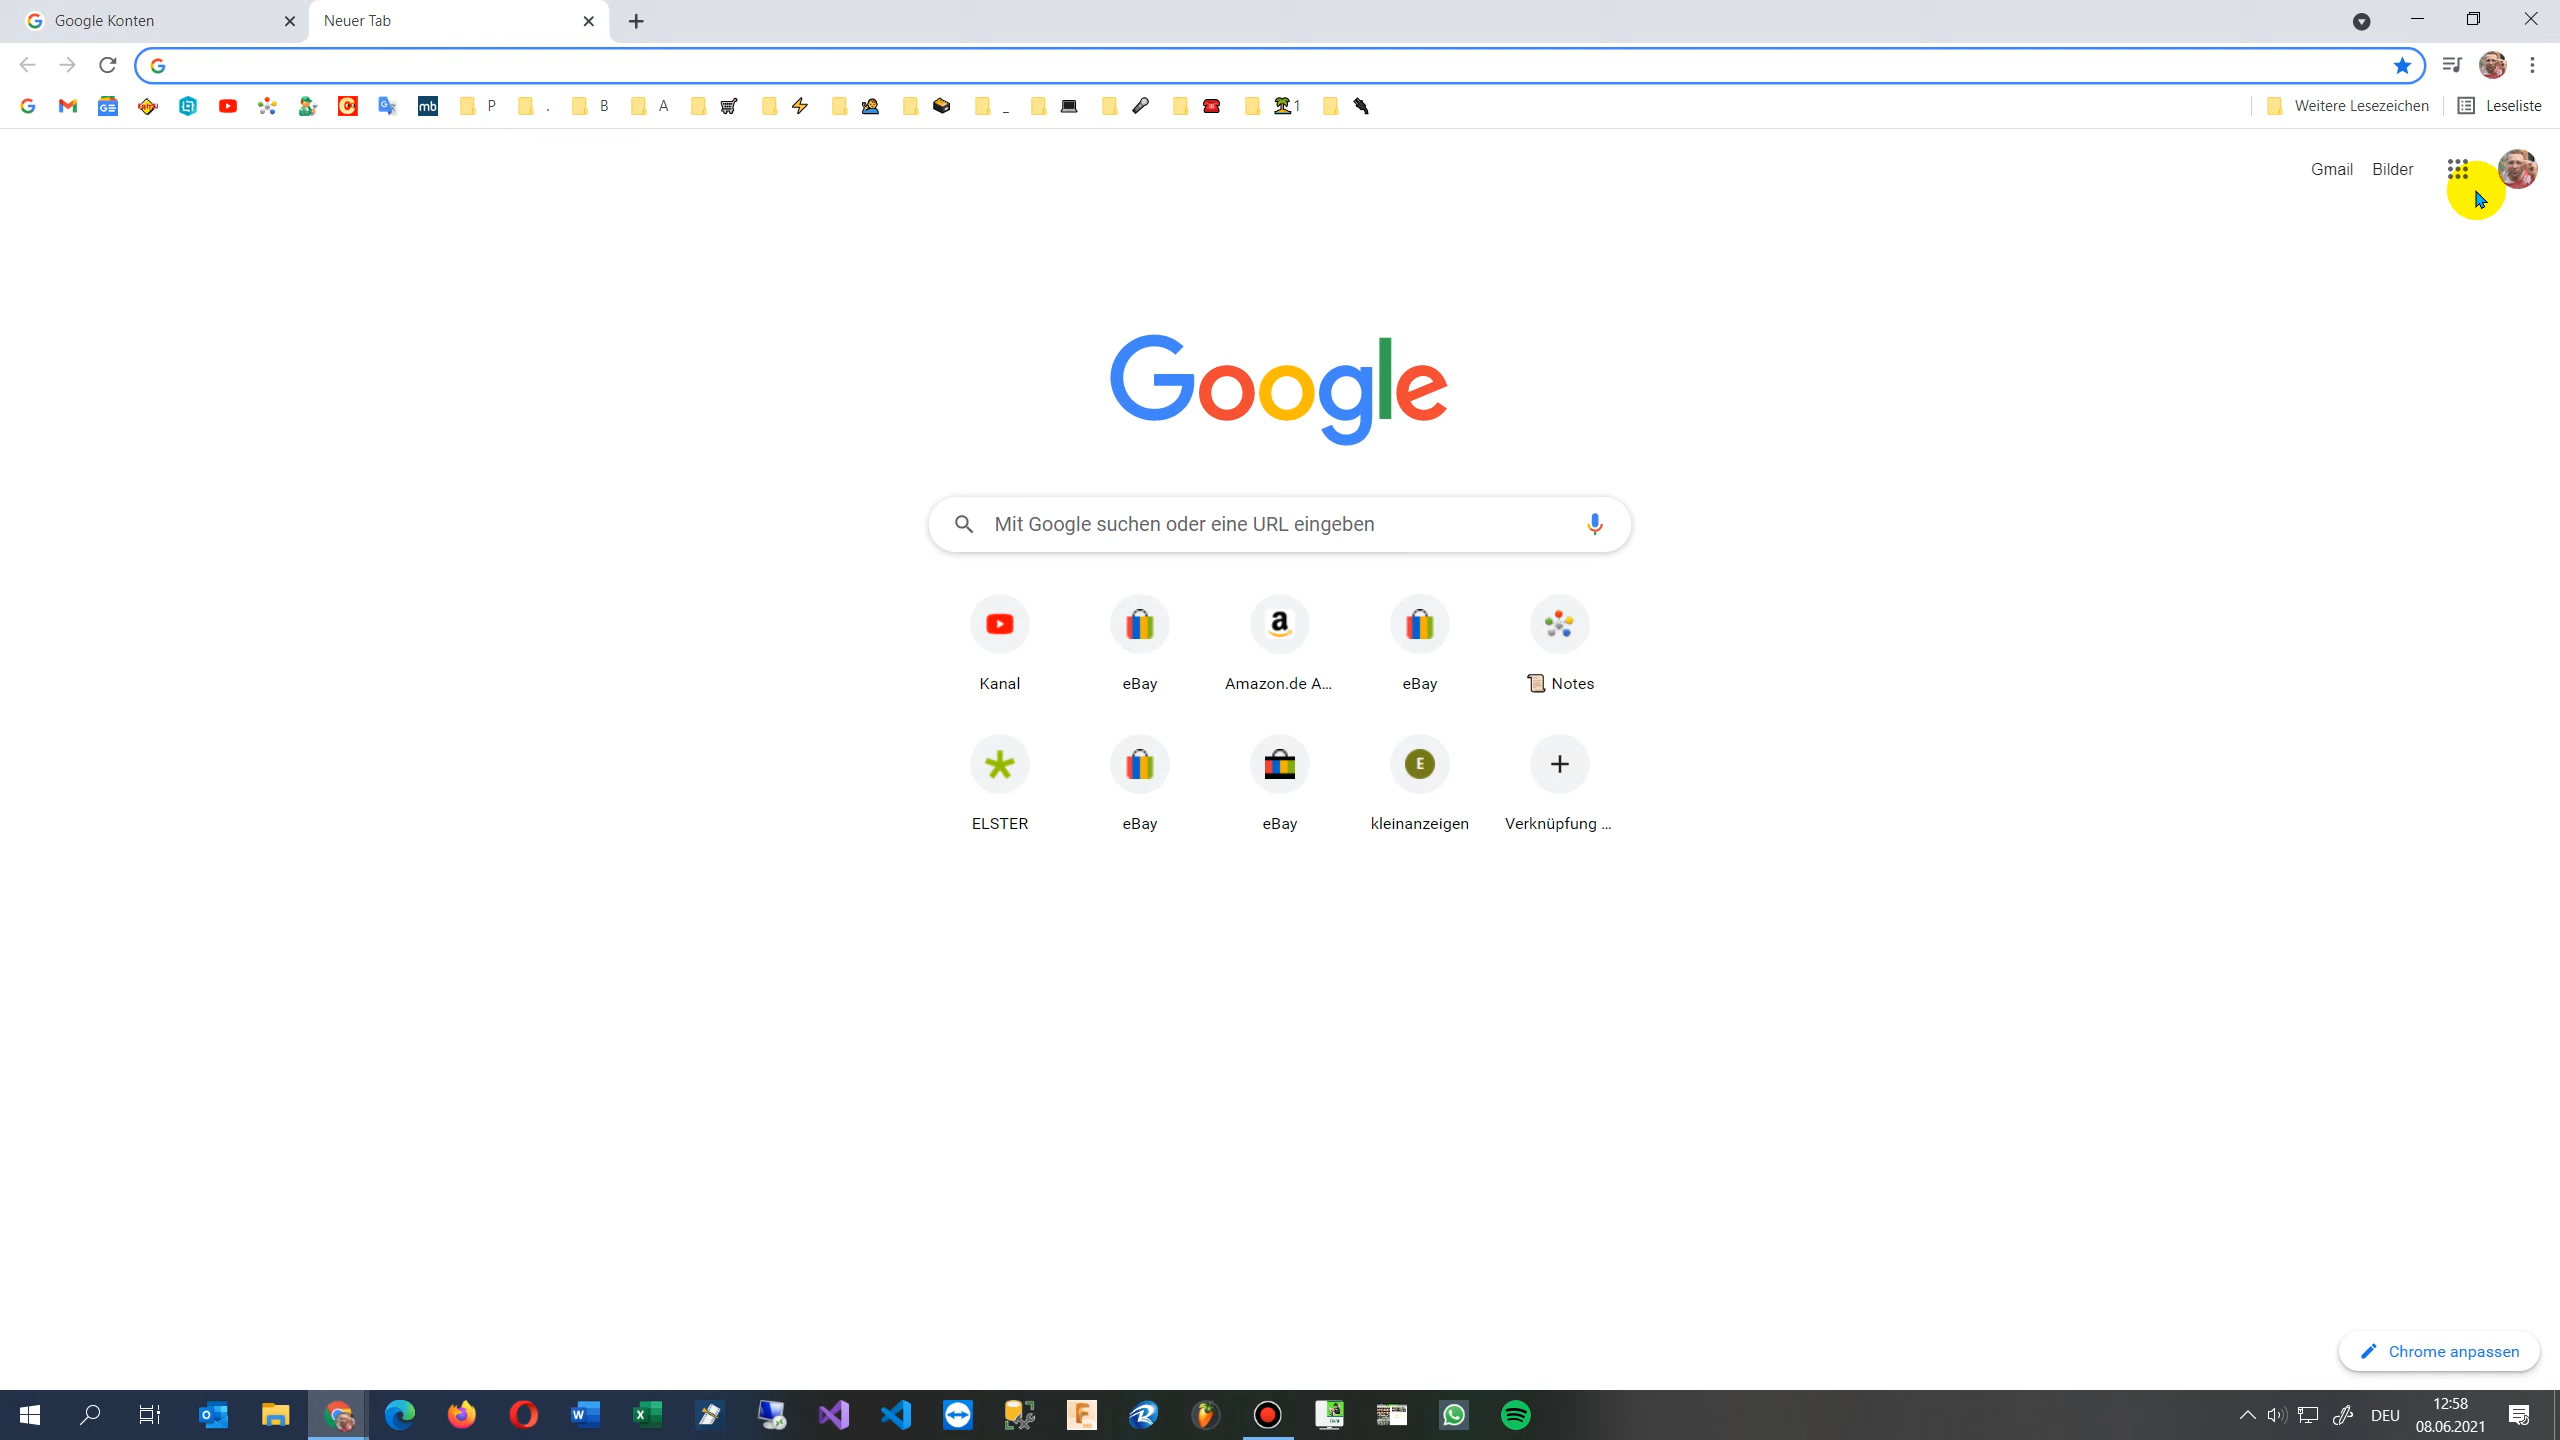 Google Konten
Neuer Tab
mb
P
.
B
A
_
1
Weitere Lesezeichen
Leseliste
Gmail Bilder
Google
Mit Google suchen oder eine URL eingeben
Kanal
eBay
Amazon.de A...
eBay
Notes
ELSTER
eBay
eBay
E
kleinanzeigen
Verknüpfung ...
Chrome anpassen
DEU
12:58
08.06.2021